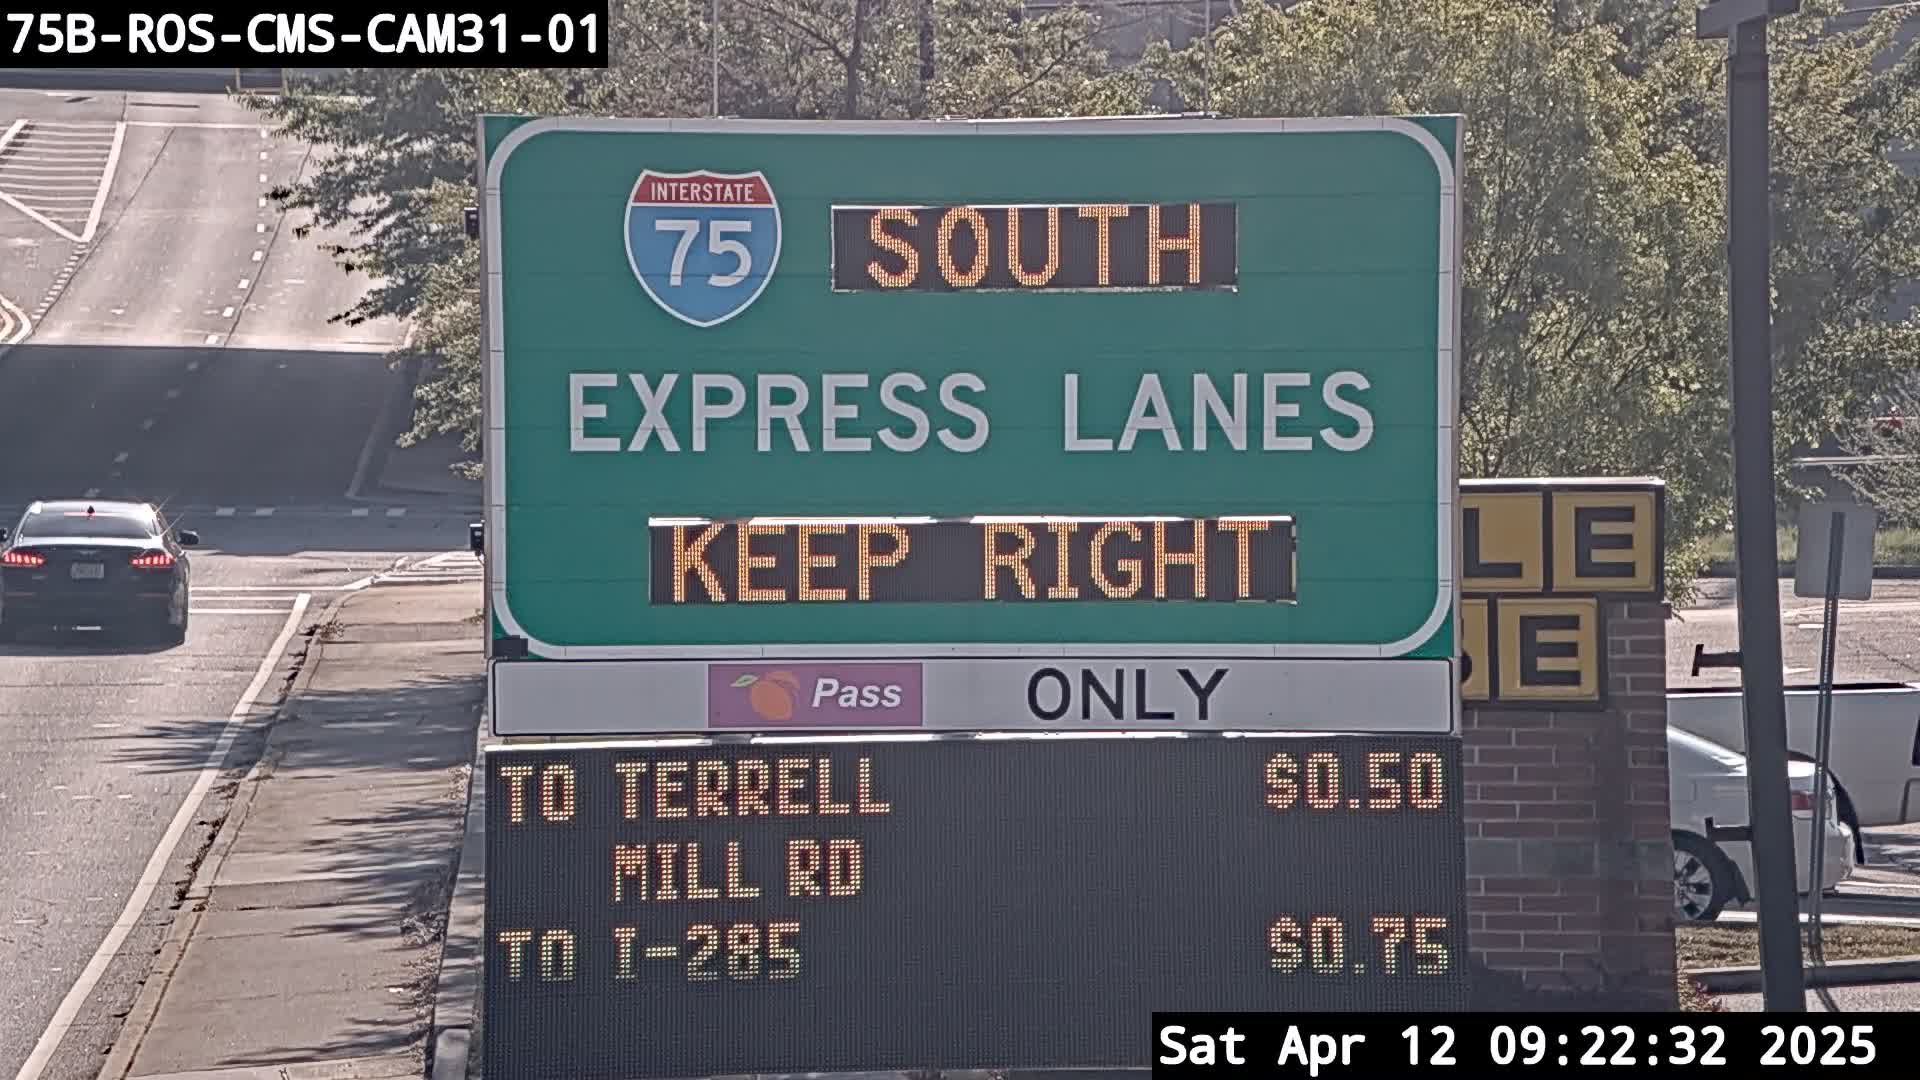 75B-ROS-CMS-CAM31-01
INTERSTATE
75
SOUTH
EXPRESS LANES
KEEP RIGHT
Pass ONLY
TO TERRELL $0.50
MILL RD
TO I-285 $0.75
LE
E
Sat Apr 12 09:22:32 2025